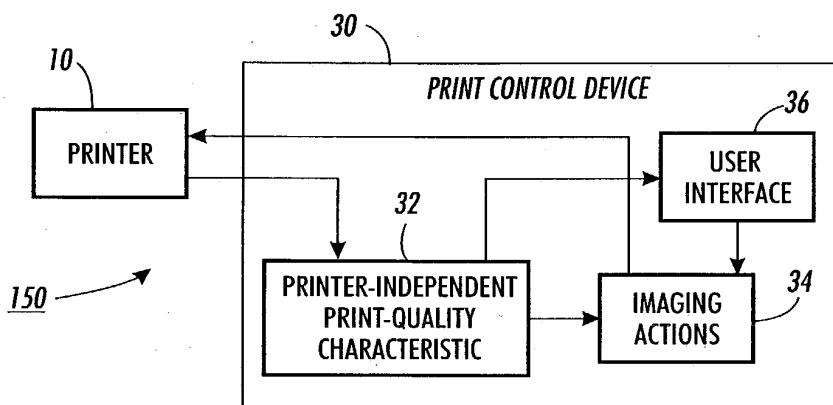 30
10
PRINT CONTROL DEVICE
36
PRINTER
USER
INTERFACE
32
150
PRINTER-INDEPENDENT
PRINT-QUALITY
CHARACTERISTIC
IMAGING
ACTIONS
34